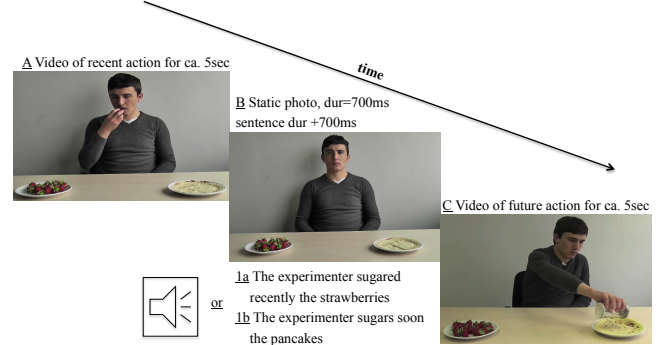 time
A Video of recent action for ca. 5sec
B Static photo, dur=700ms
sentence dur +700ms
C Video of future action for ca. 5sec
or
1a The experimenter sugared
recently the strawberries
1b The experimenter sugars soon
the pancakes